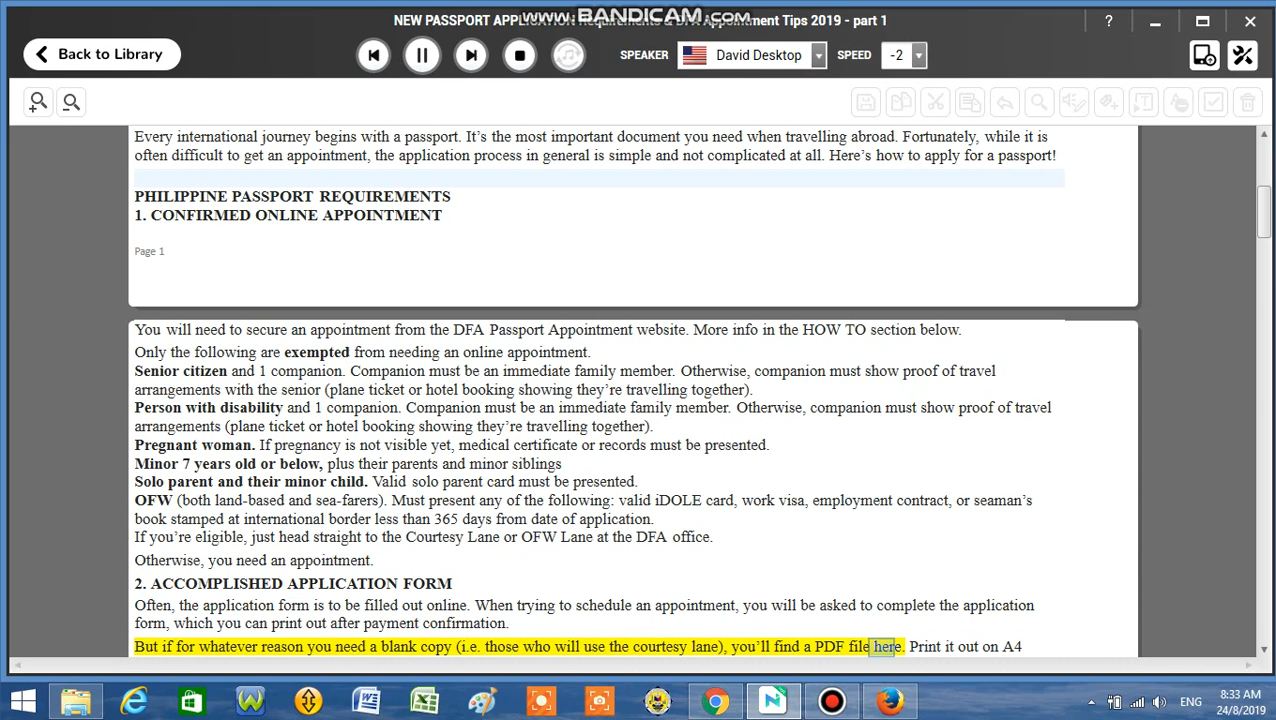 NEW PASSPORT APPLICATION Requirements & DFA Appointment Tips 2019 - part 1
www.BANDICAM.com
Back to Library
SPEAKER
David Desktop
SPEED
-2
Every international journey begins with a passport. It’s the most important document you need when travelling abroad. Fortunately, while it is
often difficult to get an appointment, the application process in general is simple and not complicated at all. Here’s how to apply for a passport!
PHILIPPINE PASSPORT REQUIREMENTS
1. CONFIRMED ONLINE APPOINTMENT
Page 1
You will need to secure an appointment from the DFA Passport Appointment website. More info in the HOW TO section below.
Only the following are exempted from needing an online appointment.
Senior citizen and 1 companion. Companion must be an immediate family member. Otherwise, companion must show proof of travel
arrangements with the senior (plane ticket or hotel booking showing they’re travelling together).
Person with disability and 1 companion. Companion must be an immediate family member. Otherwise, companion must show proof of travel
arrangements (plane ticket or hotel booking showing they’re travelling together).
Pregnant woman. If pregnancy is not visible yet, medical certificate or records must be presented.
Minor 7 years old or below, plus their parents and minor siblings
Solo parent and their minor child. Valid solo parent card must be presented.
OFW (both land-based and sea-farers). Must present any of the following: valid iDOLE card, work visa, employment contract, or seaman’s
book stamped at international border less than 365 days from date of application.
If you’re eligible, just head straight to the Courtesy Lane or OFW Lane at the DFA office.
Otherwise, you need an appointment.
2. ACCOMPLISHED APPLICATION FORM
Often, the application form is to be filled out online. When trying to schedule an appointment, you will be asked to complete the application
form, which you can print out after payment confirmation.
But if for whatever reason you need a blank copy (i.e. those who will use the courtesy lane), you’ll find a PDF file here. Print it out on A4
ENG
8:33 AM
24/8/2019